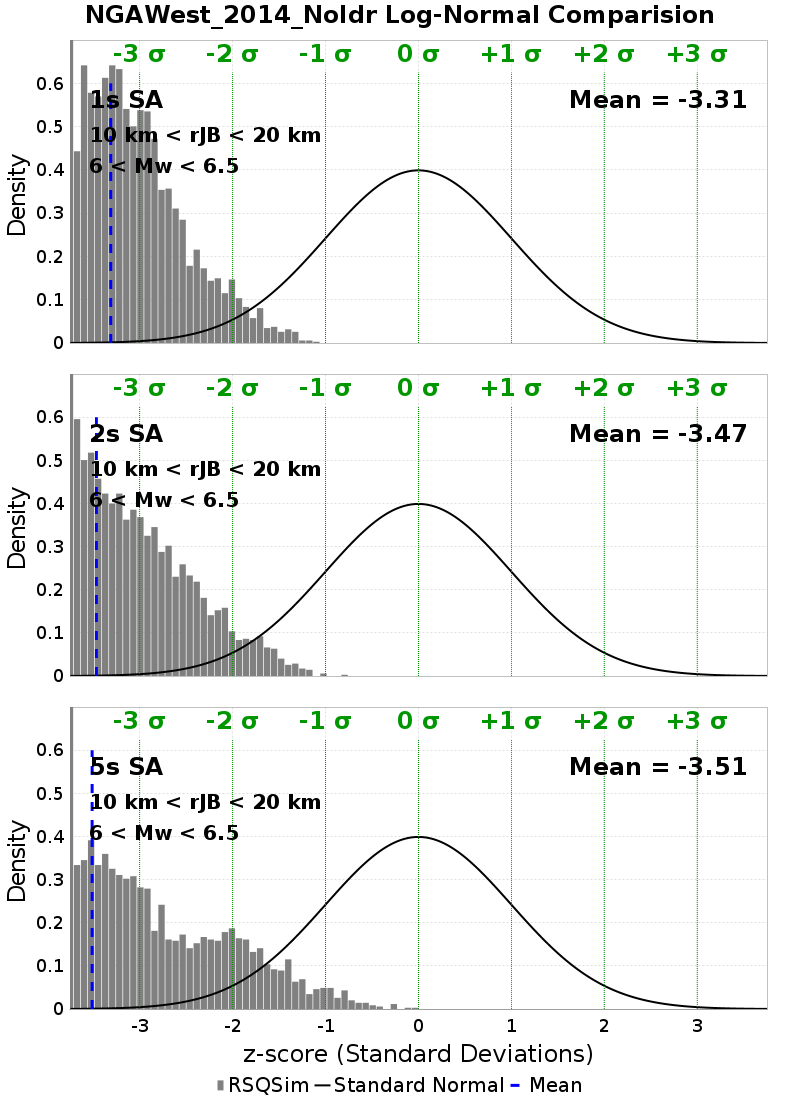 NGAWest_2014_NoIdr Log-Normal Comparision
-3 σ -2 σ -1 σ 0 σ +1 σ +2 σ +3 σ
1s SA Mean = -3.31
10 km < rJB < 20 km
6 < Mw < 6.5
Density
0.6
0.5
0.4
0.3
0.2
0.1
0
-3 σ -2 σ -1 σ 0 σ +1 σ +2 σ +3 σ
2s SA Mean = -3.47
10 km < rJB < 20 km
6 < Mw < 6.5
Density
0.6
0.5
0.4
0.3
0.2
0.1
0
-3 σ -2 σ -1 σ 0 σ +1 σ +2 σ +3 σ
5s SA Mean = -3.51
10 km < rJB < 20 km
6 < Mw < 6.5
Density
0.6
0.5
0.4
0.3
0.2
0.1
0
-3 -2 -1 0 1 2 3
z-score (Standard Deviations)
RSQSim Standard Normal Mean